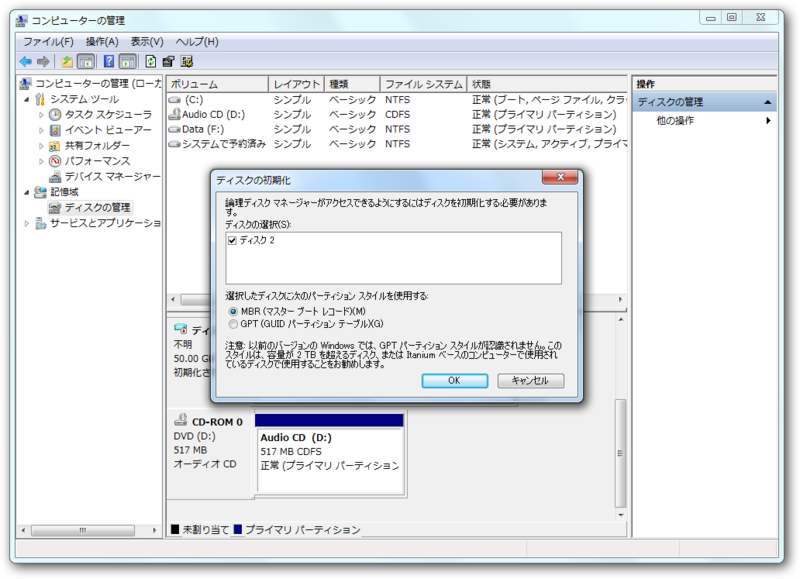 コンピューターの管理
ファイル(F) 操作(A) 表示(V) ヘルプ(H)
コンピューターの管理 (ローカ
システム ツール
タスク スケジューラ
イベント ビューアー
共有フォルダー
パフォーマンス
デバイス マネージャー
記憶域
ディスクの管理
サービスとアプリケーショ
ボリューム レイアウト 種類 ファイル システム 状態
(C:) シンプル ベーシック NTFS 正常 (ブート, ページ ファイル, クラ
Audio CD (D:) シンプル ベーシック CDFS 正常 (プライマリ パーティション)
Data (F:) シンプル ベーシック NTFS 正常 (プライマリ パーティション)
システムで予約済み シンプル ベーシック NTFS 正常 (システム, アクティブ, プライマ
操作
ディスクの管理
他の操作
ディスクの初期化
論理ディスク マネージャーがアクセスできるようにするにはディスクを初期化する必要がありま
す。
ディスクの選択(S):
ディスク 2
選択したディスクに次のパーティション スタイルを使用する:
MBR (マスター ブート レコード)(M)
GPT (GUID パーティション テーブル)(G)
注意: 以前のバージョンの Windows では、GPT パーティション スタイルが認識されません。この
スタイルは、容量が 2 TB を超えるディスク、または Itanium ベースのコンピューターで使用され
ているディスクで使用することをお勧めします。
OK キャンセル
ディ
不明
50.00 G
初期化さ
CD-ROM 0
DVD (D:)
517 MB
オーディオ CD
Audio CD (D:)
517 MB CDFS
正常 (プライマリ パーティション
未割り当て プライマリ パーティション